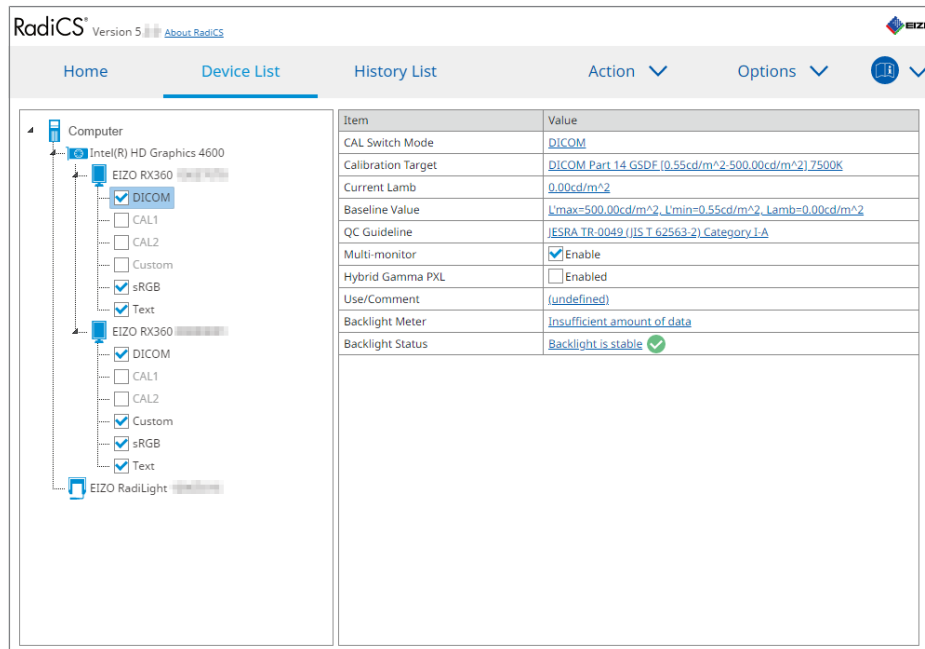 RadiCS® Version 5. About RadiCS
EIZO
Home Device List History List Action Options
Computer
Intel(R) HD Graphics 4600
EIZO RX360
DICOM
CAL1
CAL2
Custom
sRGB
Text
EIZO RX360
DICOM
CAL1
CAL2
Custom
sRGB
Text
EIZO RadiLight
Item Value
CAL Switch Mode DICOM
Calibration Target DICOM Part 14 GSDF [0.55cd/m^2-500.00cd/m^2] 7500K
Current Lamb 0.00cd/m^2
Baseline Value L'max=500.00cd/m^2, L'min=0.55cd/m^2, Lamb=0.00cd/m^2
QC Guideline JESRA TR-0049 (JIS T 62563-2) Category I-A
Multi-monitor Enable
Hybrid Gamma PXL Enabled
Use/Comment (undefined)
Backlight Meter Insufficient amount of data
Backlight Status Backlight is stable